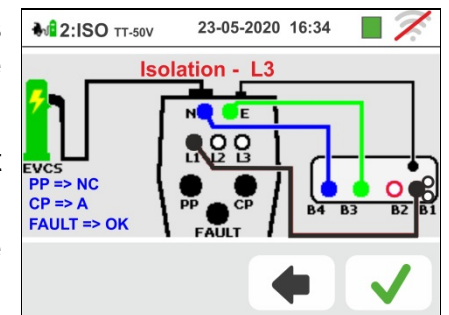 2:ISO TT-50V 23-05-2020 16:34
Isolation - L3
N E
L1 L2 L3
EVCS
PP => NC
CP => A
FAULT => OK
PP CP
FAULT
B4 B3 B2 B1